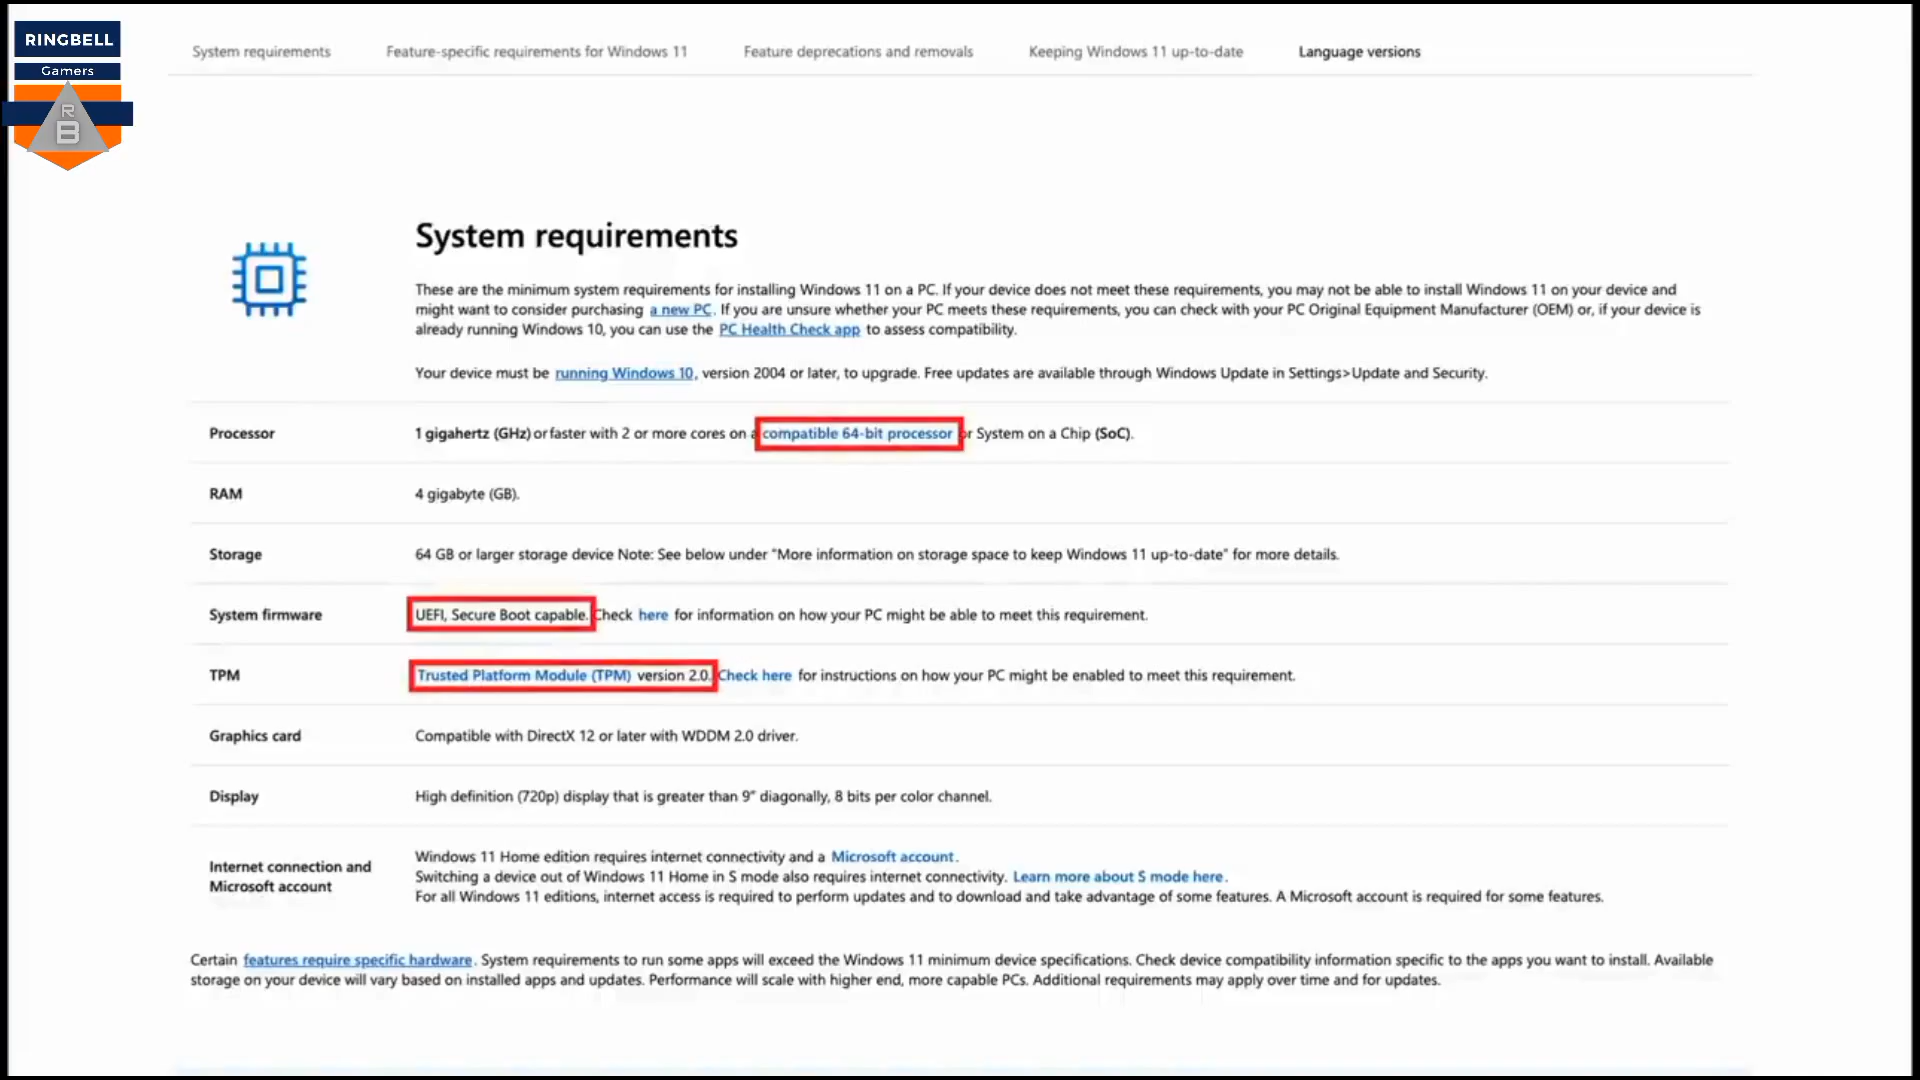 RINGBELL
Gamers
R
B
System requirements Feature-specific requirements for Windows 11 Feature deprecations and removals Keeping Windows 11 up-to-date Language versions
System requirements
These are the minimum system requirements for installing Windows 11 on a PC. If your device does not meet these requirements, you may not be able to install Windows 11 on your device and
might want to consider purchasing a new PC. If you are unsure whether your PC meets these requirements, you can check with your PC Original Equipment Manufacturer (OEM) or, if your device is
already running Windows 10, you can use the PC Health Check app to assess compatibility.
Your device must be running Windows 10, version 2004 or later, to upgrade. Free updates are available through Windows Update in Settings>Update and Security.
Processor 1 gigahertz (GHz) or faster with 2 or more cores on a compatible 64-bit processor or System on a Chip (SoC).
RAM 4 gigabyte (GB).
Storage 64 GB or larger storage device Note: See below under "More information on storage space to keep Windows 11 up-to-date" for more details.
System firmware UEFI, Secure Boot capable. Check here for information on how your PC might be able to meet this requirement.
TPM Trusted Platform Module (TPM) version 2.0. Check here for instructions on how your PC might be enabled to meet this requirement.
Graphics card Compatible with DirectX 12 or later with WDDM 2.0 driver.
Display High definition (720p) display that is greater than 9" diagonally, 8 bits per color channel.
Internet connection and Microsoft account
Windows 11 Home edition requires internet connectivity and a Microsoft account.
Switching a device out of Windows 11 Home in S mode also requires internet connectivity. Learn more about S mode here.
For all Windows 11 editions, internet access is required to perform updates and to download and take advantage of some features. A Microsoft account is required for some features.
Certain features require specific hardware. System requirements to run some apps will exceed the Windows 11 minimum device specifications. Check device compatibility information specific to the apps you want to install. Available
storage on your device will vary based on installed apps and updates. Performance will scale with higher end, more capable PCs. Additional requirements may apply over time and for updates.